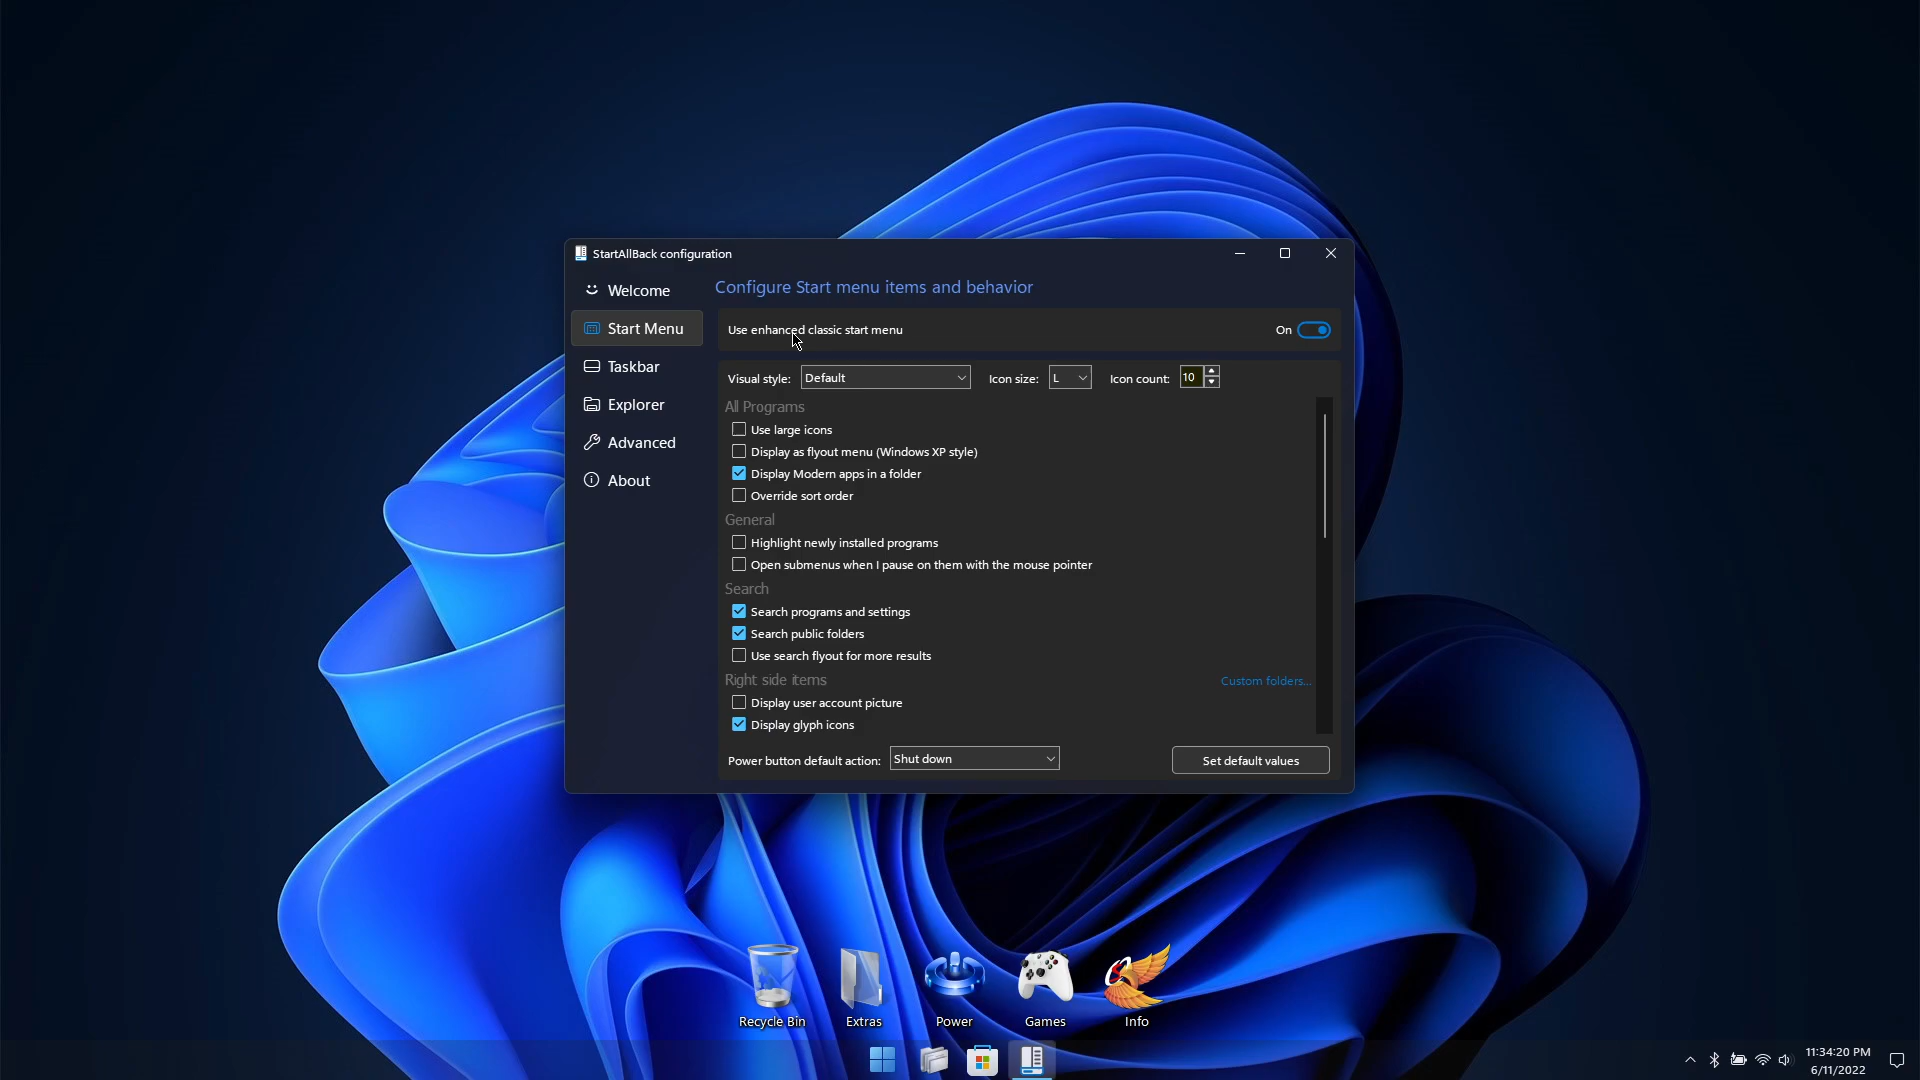 StartAllBack configuration
Welcome
Start Menu
Taskbar
Explorer
Advanced
About
Configure Start menu items and behavior
Use enhanced classic start menu
On
Visual style: Default Icon size: L Icon count: 10
All Programs
Use large icons
Display as flyout menu (Windows XP style)
Display Modern apps in a folder
Override sort order
General
Highlight newly installed programs
Open submenus when I pause on them with the mouse pointer
Search
Search programs and settings
Search public folders
Use search flyout for more results
Right side items Custom folders...
Display user account picture
Display glyph icons
Power button default action: Shut down Set default values
Recycle Bin Extras Power Games Info
11:34:20 PM
6/11/2022